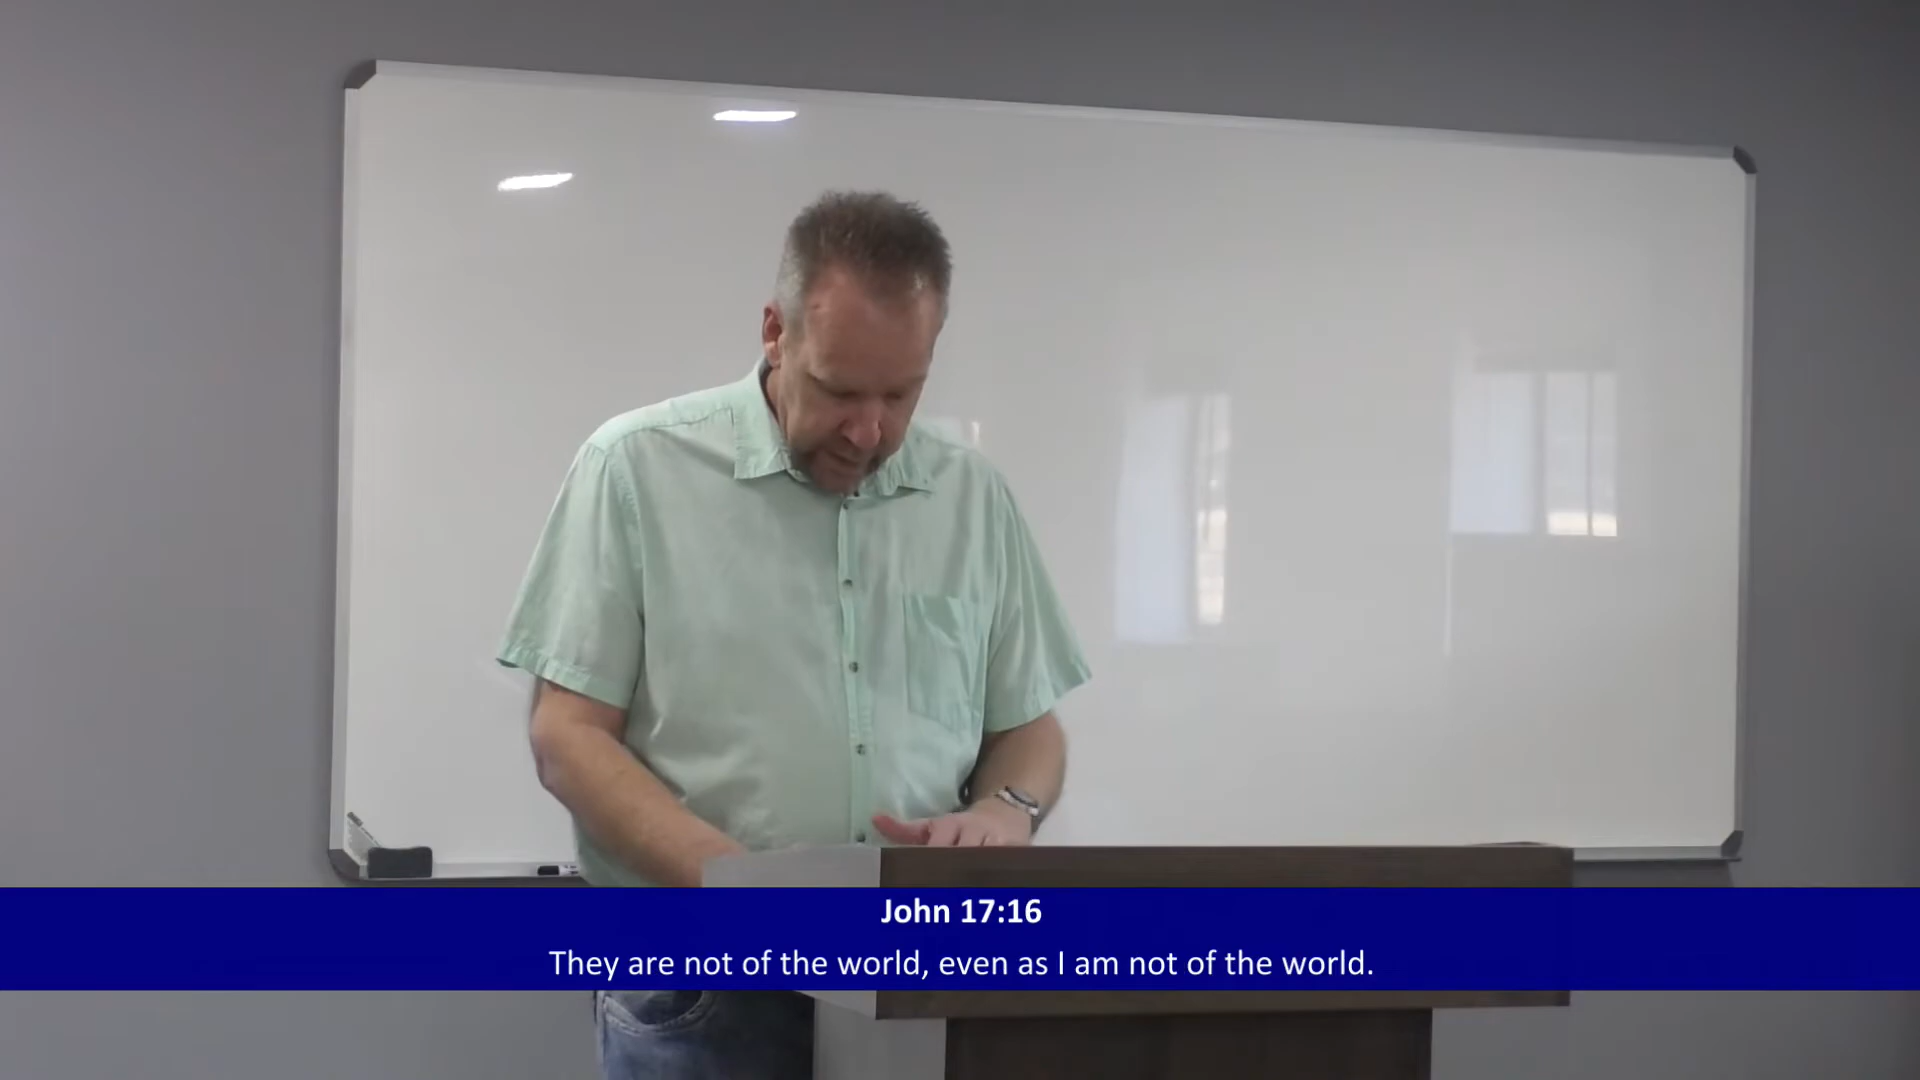 John 17:16
They are not of the world, even as I am not of the world.